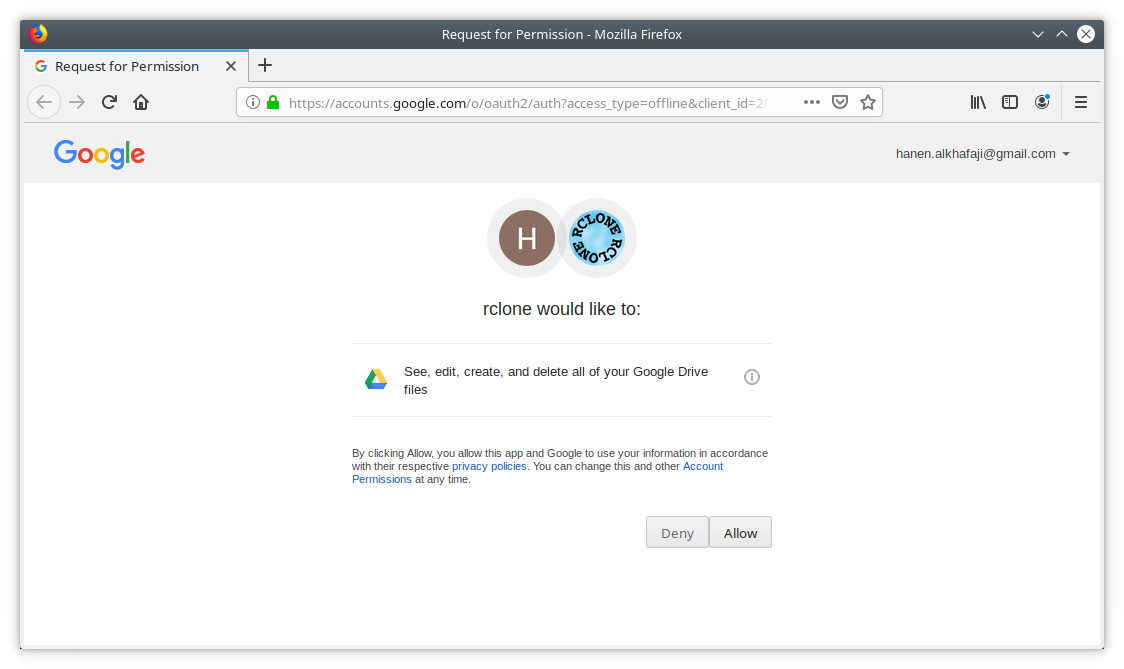 Request for Permission - Mozilla Firefox
Request for Permission
https://accounts.google.com/o/oauth2/auth?access_type=offline&client_id=2
Google
hanen.alkhafaji@gmail.com
H
RCLONE RCLONE
rclone would like to:
See, edit, create, and delete all of your Google Drive
files
By clicking Allow, you allow this app and Google to use your information in accordance
with their respective privacy policies. You can change this and other Account
Permissions at any time.
Deny
Allow